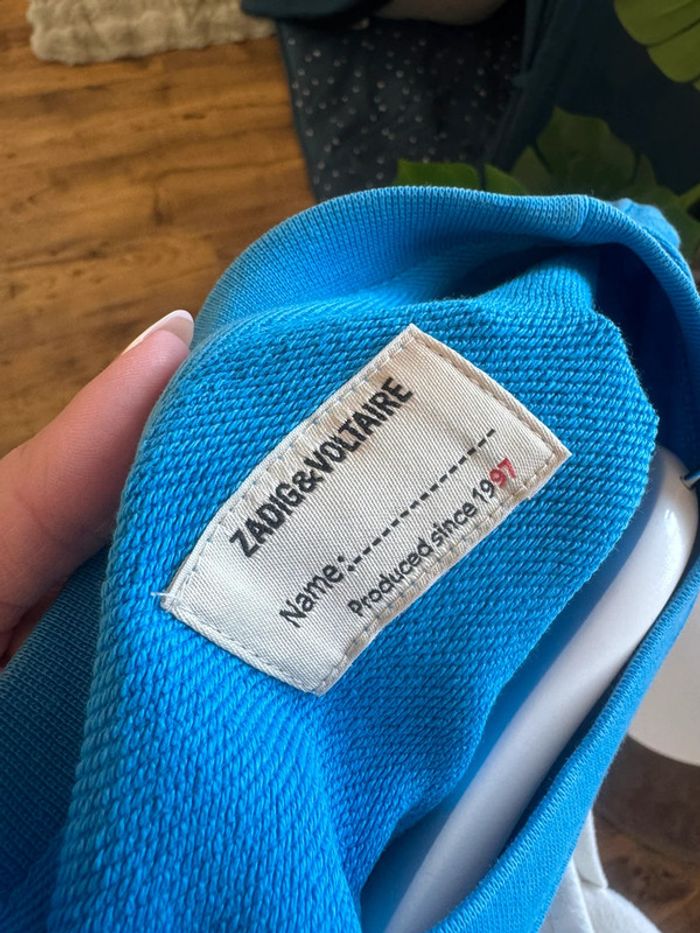 ZADIG&VOLTAIRE
Name:--------------
Produced since 1997